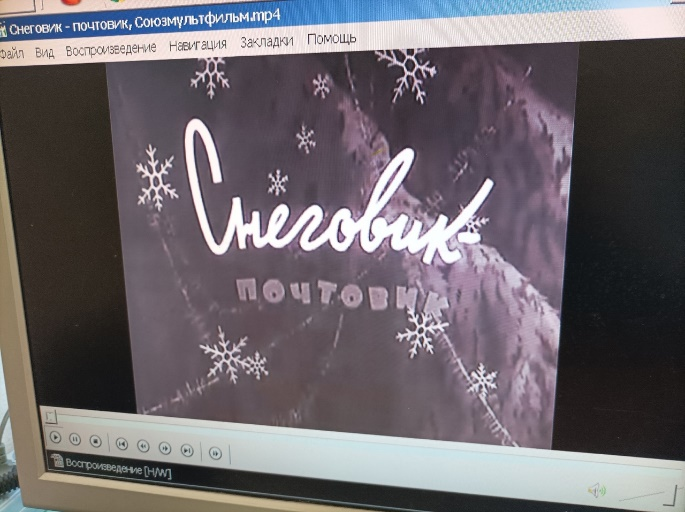 Снеговик - почтовик, Союзмультфильм.mp4
Файл Вид Воспроизведение Навигация Закладки Помощь
Снеговик-
ПОЧТОВИК
Воспроизведение [H/W]